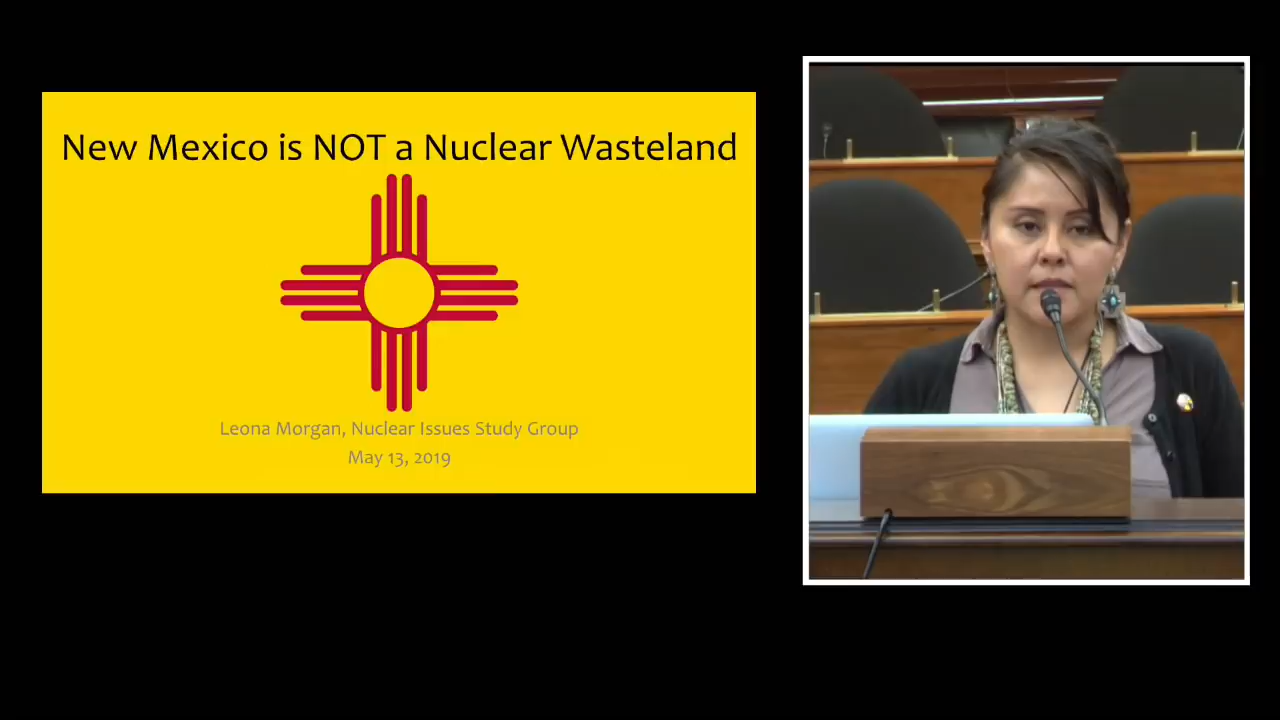 New Mexico is NOT a Nuclear Wasteland
Leona Morgan, Nuclear Issues Study Group
May 13, 2019